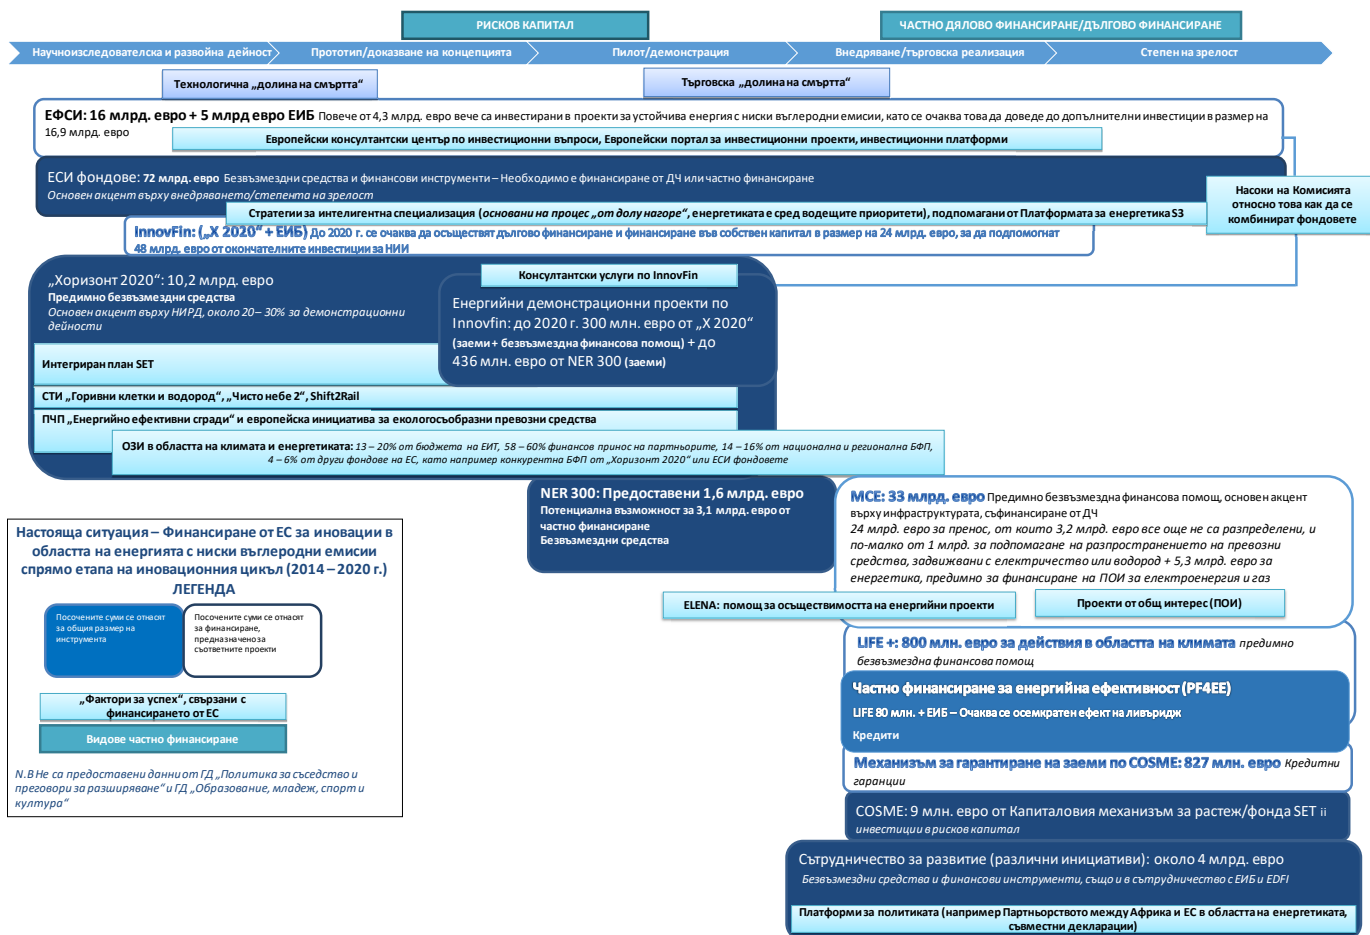 РИСКОВ КАПИТАЛ
ЧАСТНО ДЯЛОВО ФИНАНСИРАНЕ/ДЪЛГОВО ФИНАНСИРАНЕ
Научноизследователска и развойна дейност
Прототип/доказване на концепцията
Пилот/демонстрация
Внедряване/търговска реализация
Степен на зрелост
Технологична „долина на смъртта“
Търговска „долина на смъртта“
ЕФСИ: 16 млрд. евро + 5 млрд евро ЕИБ Повече от 4,3 млрд. евро вече са инвестирани в проекти за устойчива енергия с ниски въглеродни емисии, като се очаква това да доведе до допълнителни инвестиции в размер на
16,9 млрд. евро
Европейски консултантски център по инвестиционни въпроси, Европейски портал за инвестиционни проекти, инвестиционни платформи
ЕСИ фондове: 72 млрд. евро Безвъзмездни средства и финансови инструменти – Необходимо е финансиране от ДЧ или частно финансиране
Основен акцент върху внедряването/степента на зрелост
Насоки на Комисията
относно това как да се
комбинират фондовете
Стратегии за интелигентна специализация (основани на процес „от долу нагоре“, енергетиката е сред водещите приоритети), подпомагани от Платформата за енергетика S3
InnovFin: („Х 2020“ + ЕИБ) До 2020 г. се очаква да осъществят дългово финансиране и финансиране във собствен капитал в размер на 24 млрд. евро, за да подпомогнат
48 млрд. евро от окончателните инвестиции за НИИ
„Хоризонт 2020“: 10,2 млрд. евро
Предимно безвъзмездни средства
Основен акцент върху НИРД, около 20 – 30% за демонстрационни
дейности
Консултантски услуги по InnovFin
Енергийни демонстрационни проекти по
Innovfin: до 2020 г. 300 млн. евро от „Х 2020“
(заеми + безвъзмездна финансова помощ) + до
436 млн. евро от NER 300 (заеми)
Интегриран план SET
СТИ „Горивни клетки и водород“, „Чисто небе 2“, Shift2Rail
ПЧП „Енергийно ефективни сгради“ и европейска инициатива за екологосъобразни превозни средства
ОЗИ в областта на климата и енергетиката: 13 – 20% от бюджета на ЕИТ, 58 – 60% финансов принос на партньорите, 14 – 16% от национална и регионална БФП,
4 – 6% от други фондове на ЕС, като например конкурентна БФП от „Хоризонт 2020“ или ЕСИ фондовете
NER 300: Предоставени 1,6 млрд. евро
Потенциална възможност за 3,1 млрд. евро от
частно финансиране
Безвъзмездни средства
МСЕ: 33 млрд. евро Предимно безвъзмездна финансова помощ, основен акцент
върху инфраструктурата, съфинансиране от ДЧ
24 млрд. евро за пренос, от които 3,2 млрд. евро все още не са разпределени, и
по-малко от 1 млрд. за подпомагане на разпространението на превозни
средства, задвижвани с електричество или водород + 5,3 млрд. евро за
енергетика, предимно за финансиране на ПОИ за електроенергия и газ
ELENA: помощ за осъществимостта на енергийни проекти
Проекти от общ интерес (ПОИ)
LIFE +: 800 млн. евро за действия в областта на климата предимно
безвъзмездна финансова помощ
Частно финансиране за енергийна ефективност (PF4EE)
LIFE 80 млн. + ЕИБ – Очаква се осемкратен ефект на ливъридж
Кредити
Механизъм за гарантиране на заеми по COSME: 827 млн. евро Кредитни
гаранции
COSME: 9 млн. евро от Капиталовия механизъм за растеж/фонда SET ii
инвестиции в рисков капитал
Сътрудничество за развитие (различни инициативи): около 4 млрд. евро
Безвъзмездни средства и финансови инструменти, също и в сътрудничество с ЕИБ и EDFI
Платформи за политиката (например Партньорството между Африка и ЕС в областта на енергетиката,
съвместни декларации)
Настояща ситуация – Финансиране от ЕС за иновации в
областта на енергията с ниски въглеродни емисии
спрямо етапа на иновационния цикъл (2014 – 2020 г.)
ЛЕГЕНДА
Посочените суми се отнасят
за общия размер на
инструмента
Посочените суми се отнасят
за финансиране,
предназначено за
съответните проекти
„Фактори за успех“, свързани с
финансирането от ЕС
Видове частно финансиране
N.B Не са предоставени данни от ГД „Политика за съседство и
преговори за разширяване“ и ГД „Образование, младеж, спорт и
култура“